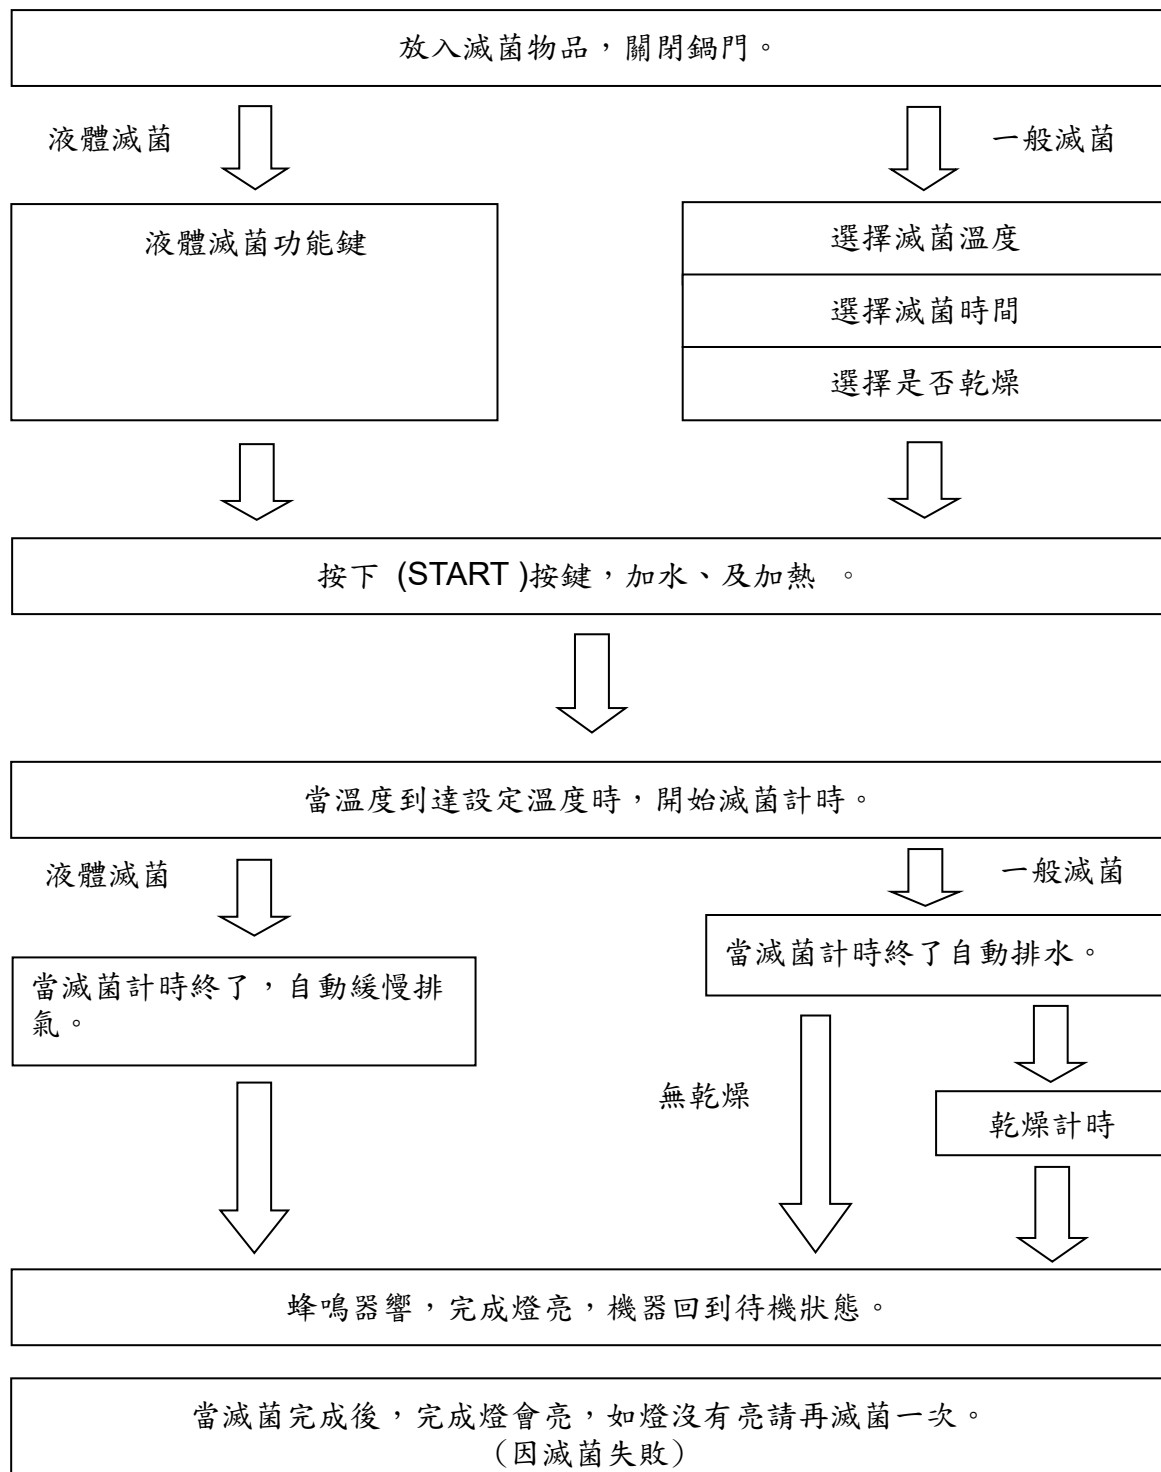 放入滅菌物品，關閉鍋門。
液體滅菌
一般滅菌
液體滅菌功能鍵
選擇滅菌溫度
選擇滅菌時間
選擇是否乾燥
按下 (START )按鍵，加水、及加熱 。
當溫度到達設定溫度時，開始滅菌計時。
液體滅菌
一般滅菌
當滅菌計時終了，自動緩慢排
氣。
當滅菌計時終了自動排水。
無乾燥
乾燥計時
蜂鳴器響，完成燈亮，機器回到待機狀態。
當滅菌完成後，完成燈會亮，如燈沒有亮請再滅菌一次。
（因滅菌失敗）